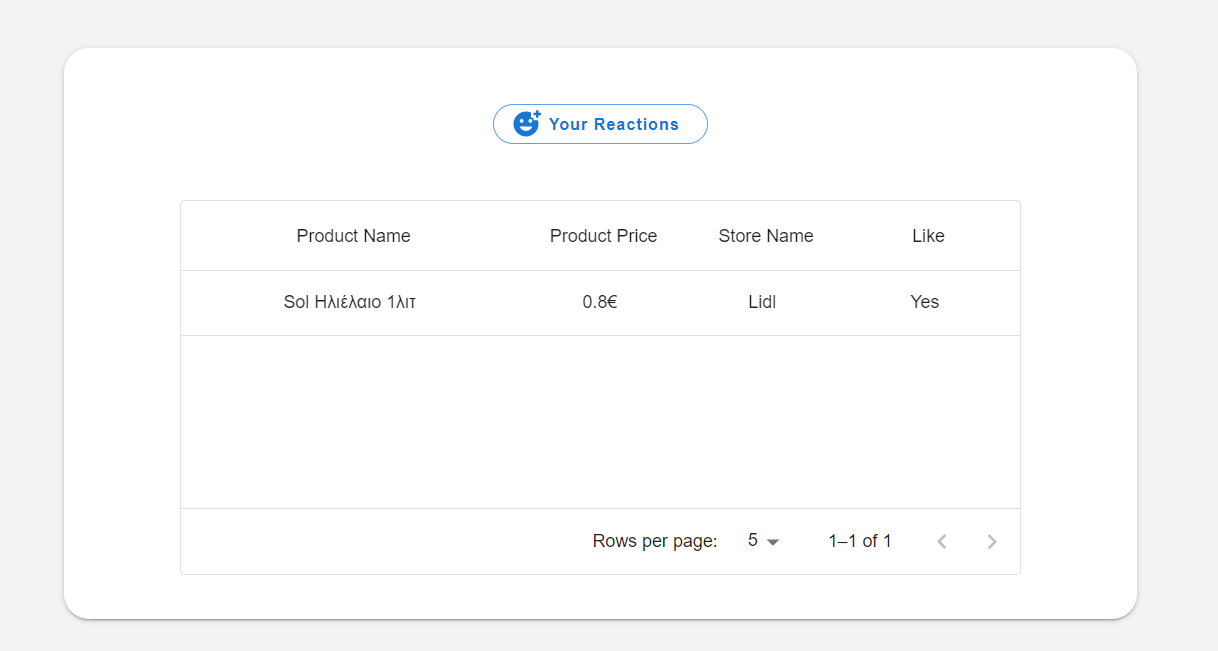 Your Reactions
Product Name Product Price Store Name Like
Sol Ηλιέλαιο 1λιτ 0.8€ Lidl Yes
Rows per page: 5 1–1 of 1